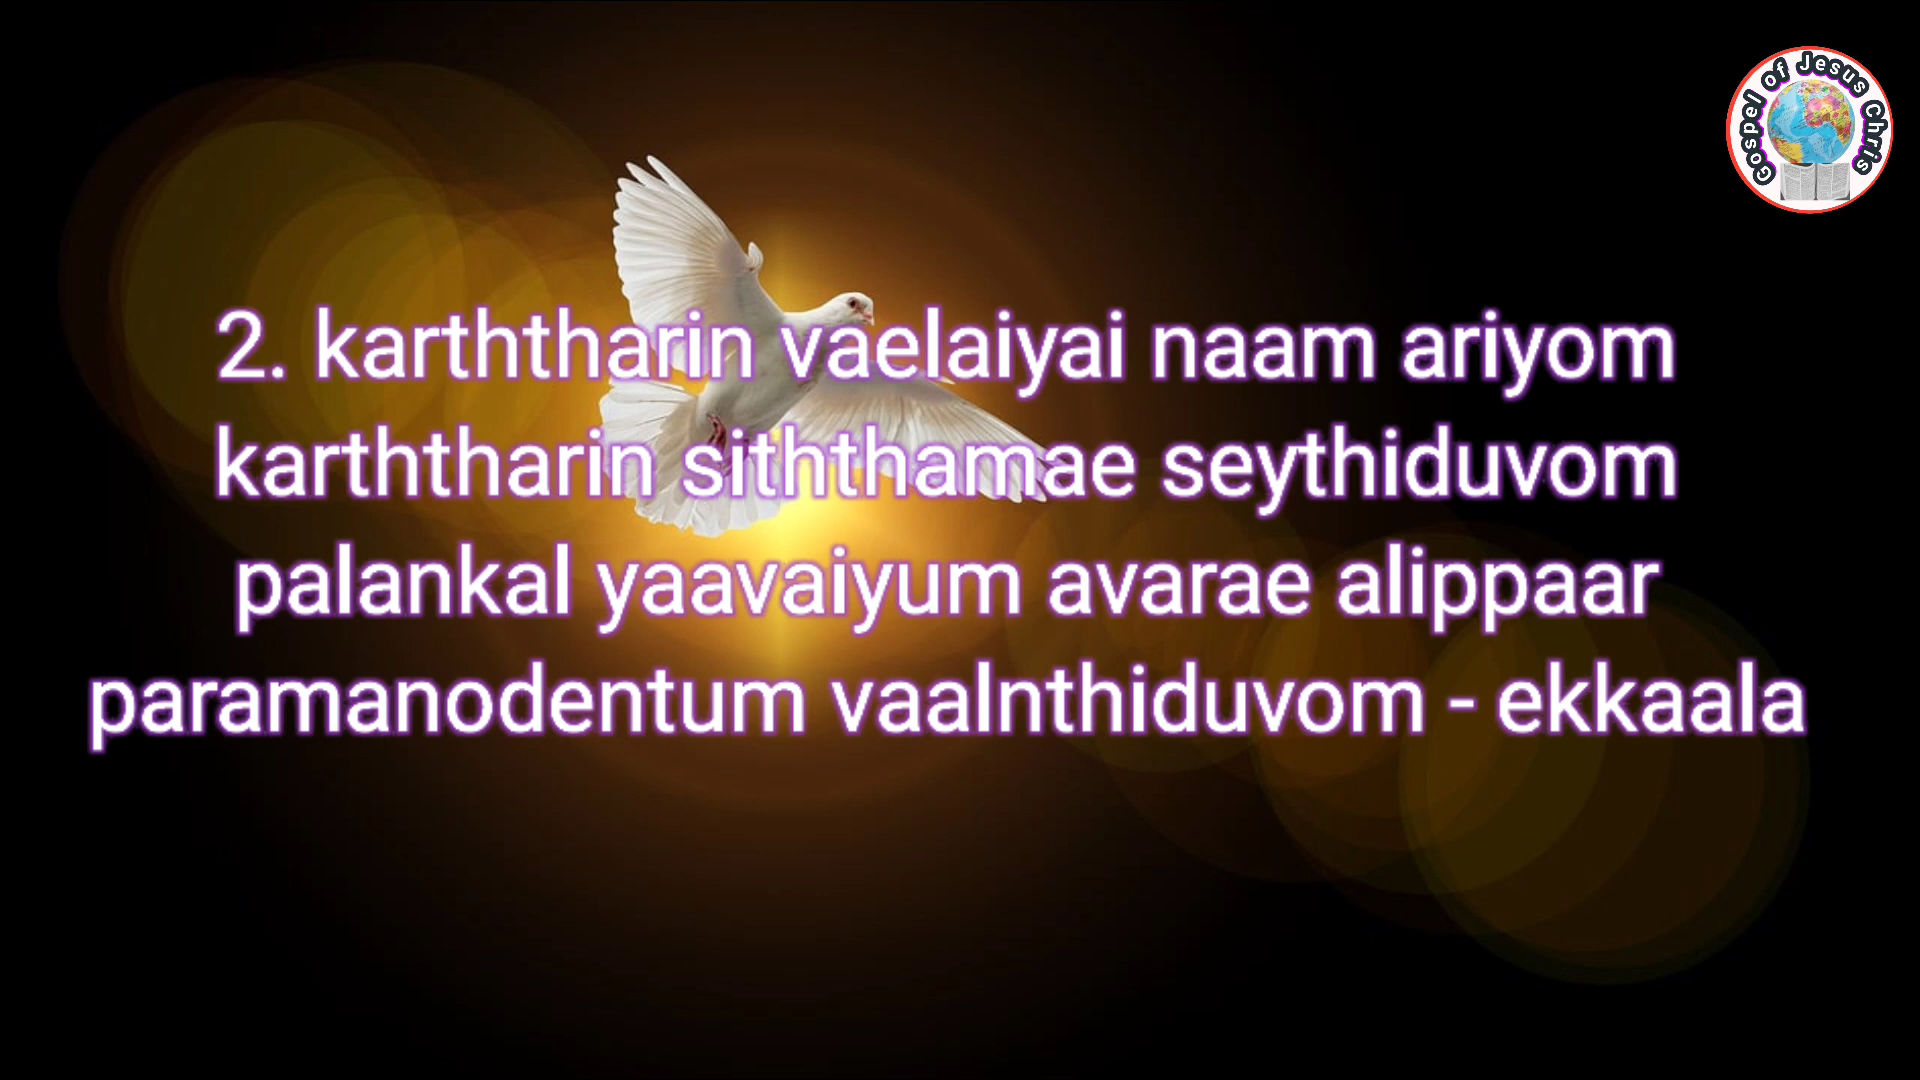 Gospel of Jesus Chris
2. karththarin vaelaiyai naam ariyom
karththarin siththamae seythiduvom
palankal yaavaiyum avarae alippaar
paramanodentum vaalnthiduvom - ekkaala